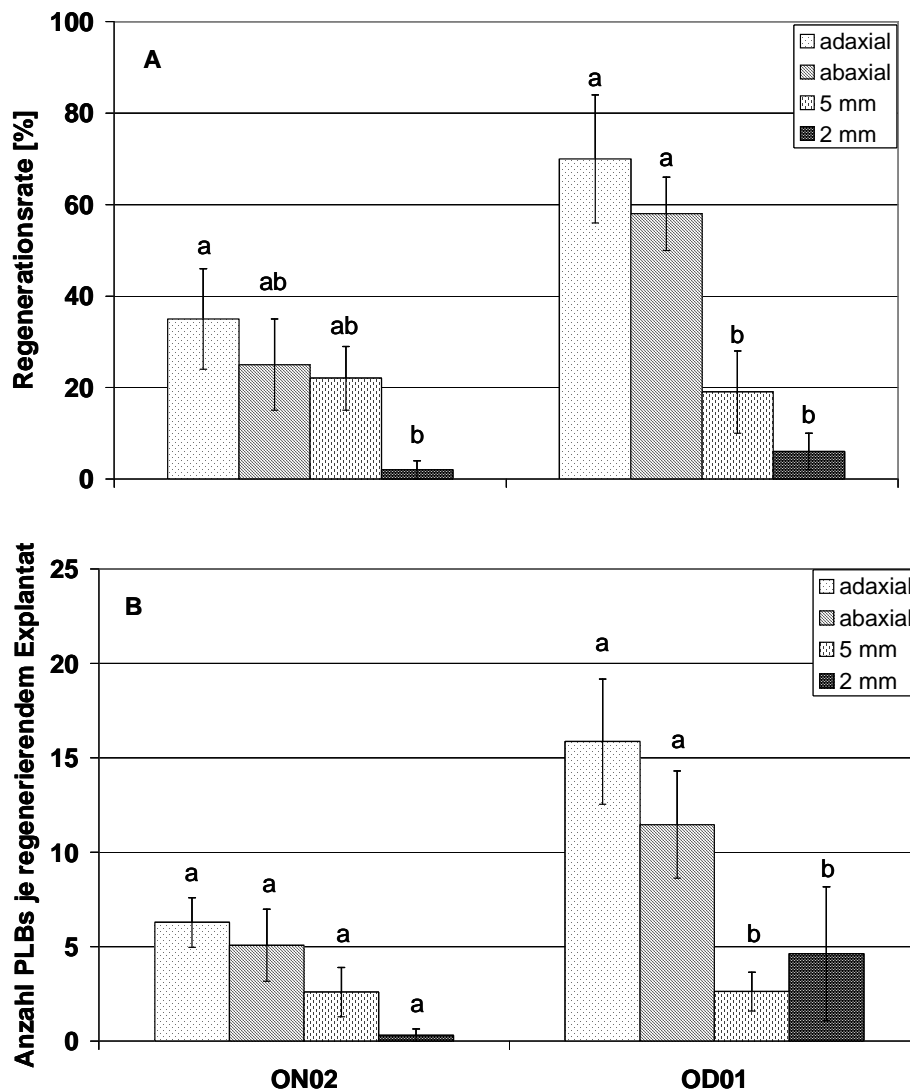 100
80
60
40
20
0
Regenerationsrate [%]
A
adaxial
abaxial
5 mm
2 mm
a
ab
ab
b
a
a
b
b
25
20
15
10
5
0
Anzahl PLBs je regenerierendem Explantat
B
adaxial
abaxial
5 mm
2 mm
a
a
a
a
a
a
b
b
ON02
OD01